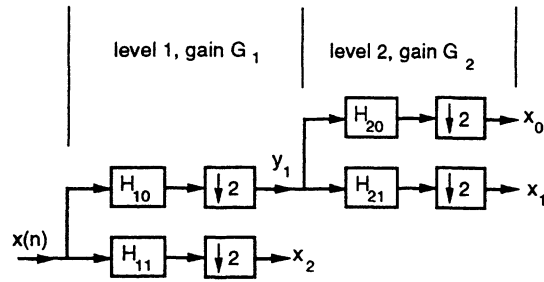 level 1, gain G₁
level 2, gain G₂
H₂₀
↓2
x₀
y₁
H₁₀
↓2
H₂₁
↓2
x₁
x(n)
H₁₁
↓2
x₂